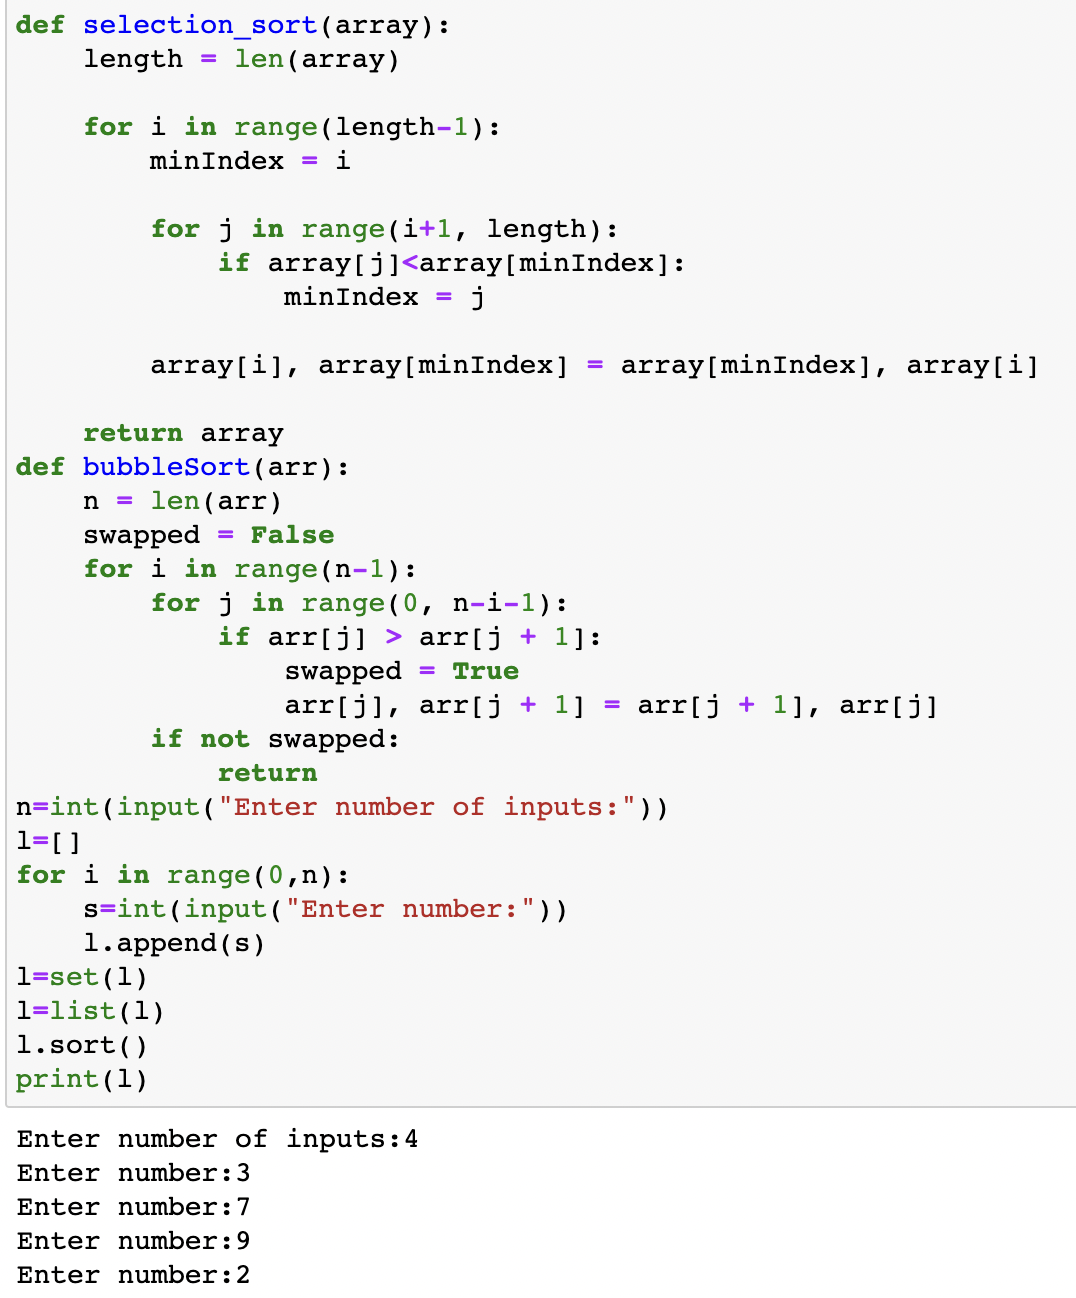 def selection_sort(array):
    length = len(array)

    for i in range(length-1):
        minIndex = i

        for j in range(i+1, length):
            if array[j]<array[minIndex]:
                minIndex = j

        array[i], array[minIndex] = array[minIndex], array[i]

    return array
def bubbleSort(arr):
    n = len(arr)
    swapped = False
    for i in range(n-1):
        for j in range(0, n-i-1):
            if arr[j] > arr[j + 1]:
                swapped = True
                arr[j], arr[j + 1] = arr[j + 1], arr[j]
        if not swapped:
            return
n=int(input("Enter number of inputs:"))
l=[]
for i in range(0,n):
    s=int(input("Enter number:"))
    l.append(s)
l=set(l)
l=list(l)
l.sort()
print(l)
Enter number of inputs:4
Enter number:3
Enter number:7
Enter number:9
Enter number:2